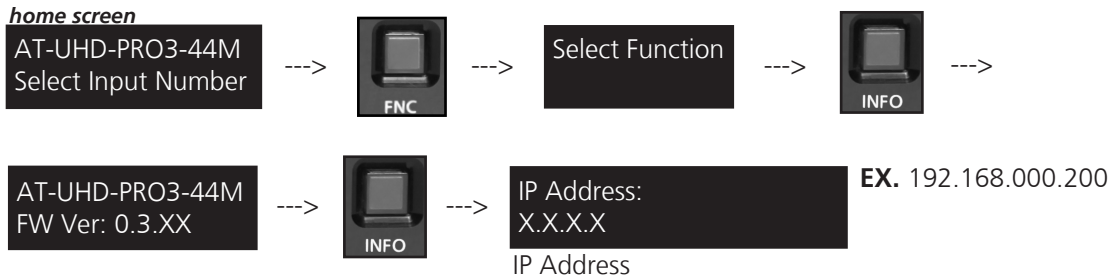 home screen
AT-UHD-PRO3-44M
Select Input Number
--->
FNC
--->
Select Function
--->
INFO
--->
AT-UHD-PRO3-44M
FW Ver: 0.3.XX
--->
INFO
--->
IP Address:
X.X.X.X
IP Address
EX. 192.168.000.200